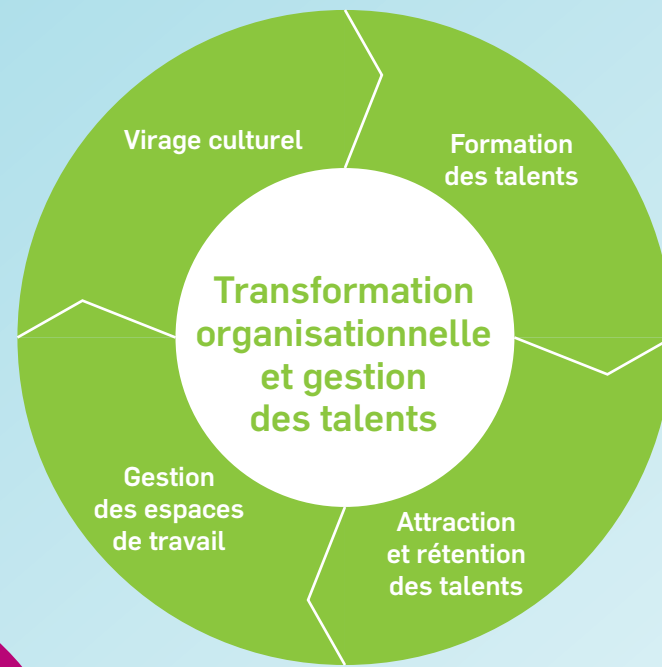 Virage culturel
Formation
des talents
Transformation
organisationnelle
et gestion
des talents
Gestion
des espaces
de travail
Attraction
et rétention
des talents